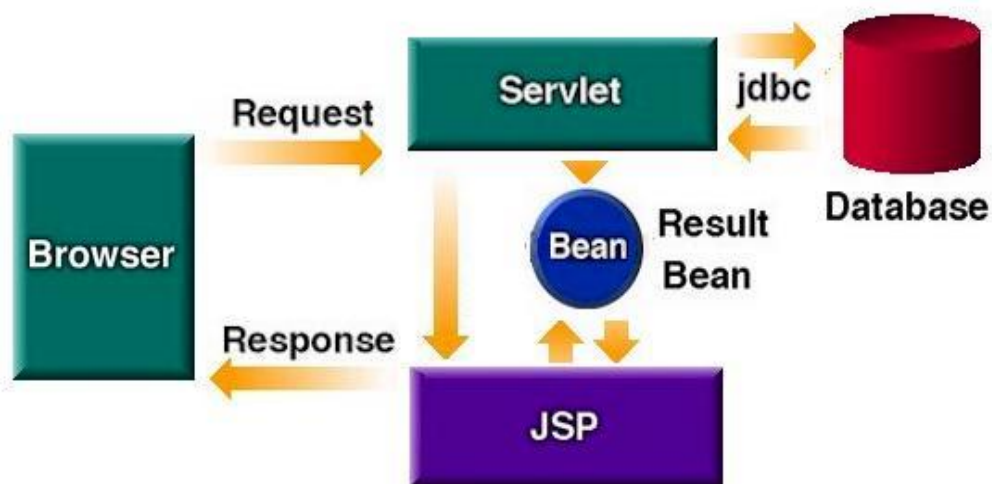 Servlet
jdbc
Request
Database
Browser
Bean
Result
Bean
Response
JSP